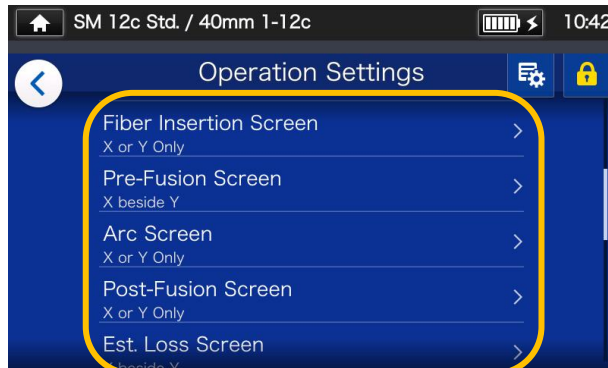 SM 12c Std. / 40mm 1-12c
10:42
Operation Settings
Fiber Insertion Screen
X or Y Only
Pre-Fusion Screen
X beside Y
Arc Screen
X or Y Only
Post-Fusion Screen
X or Y Only
Est. Loss Screen
beside Y